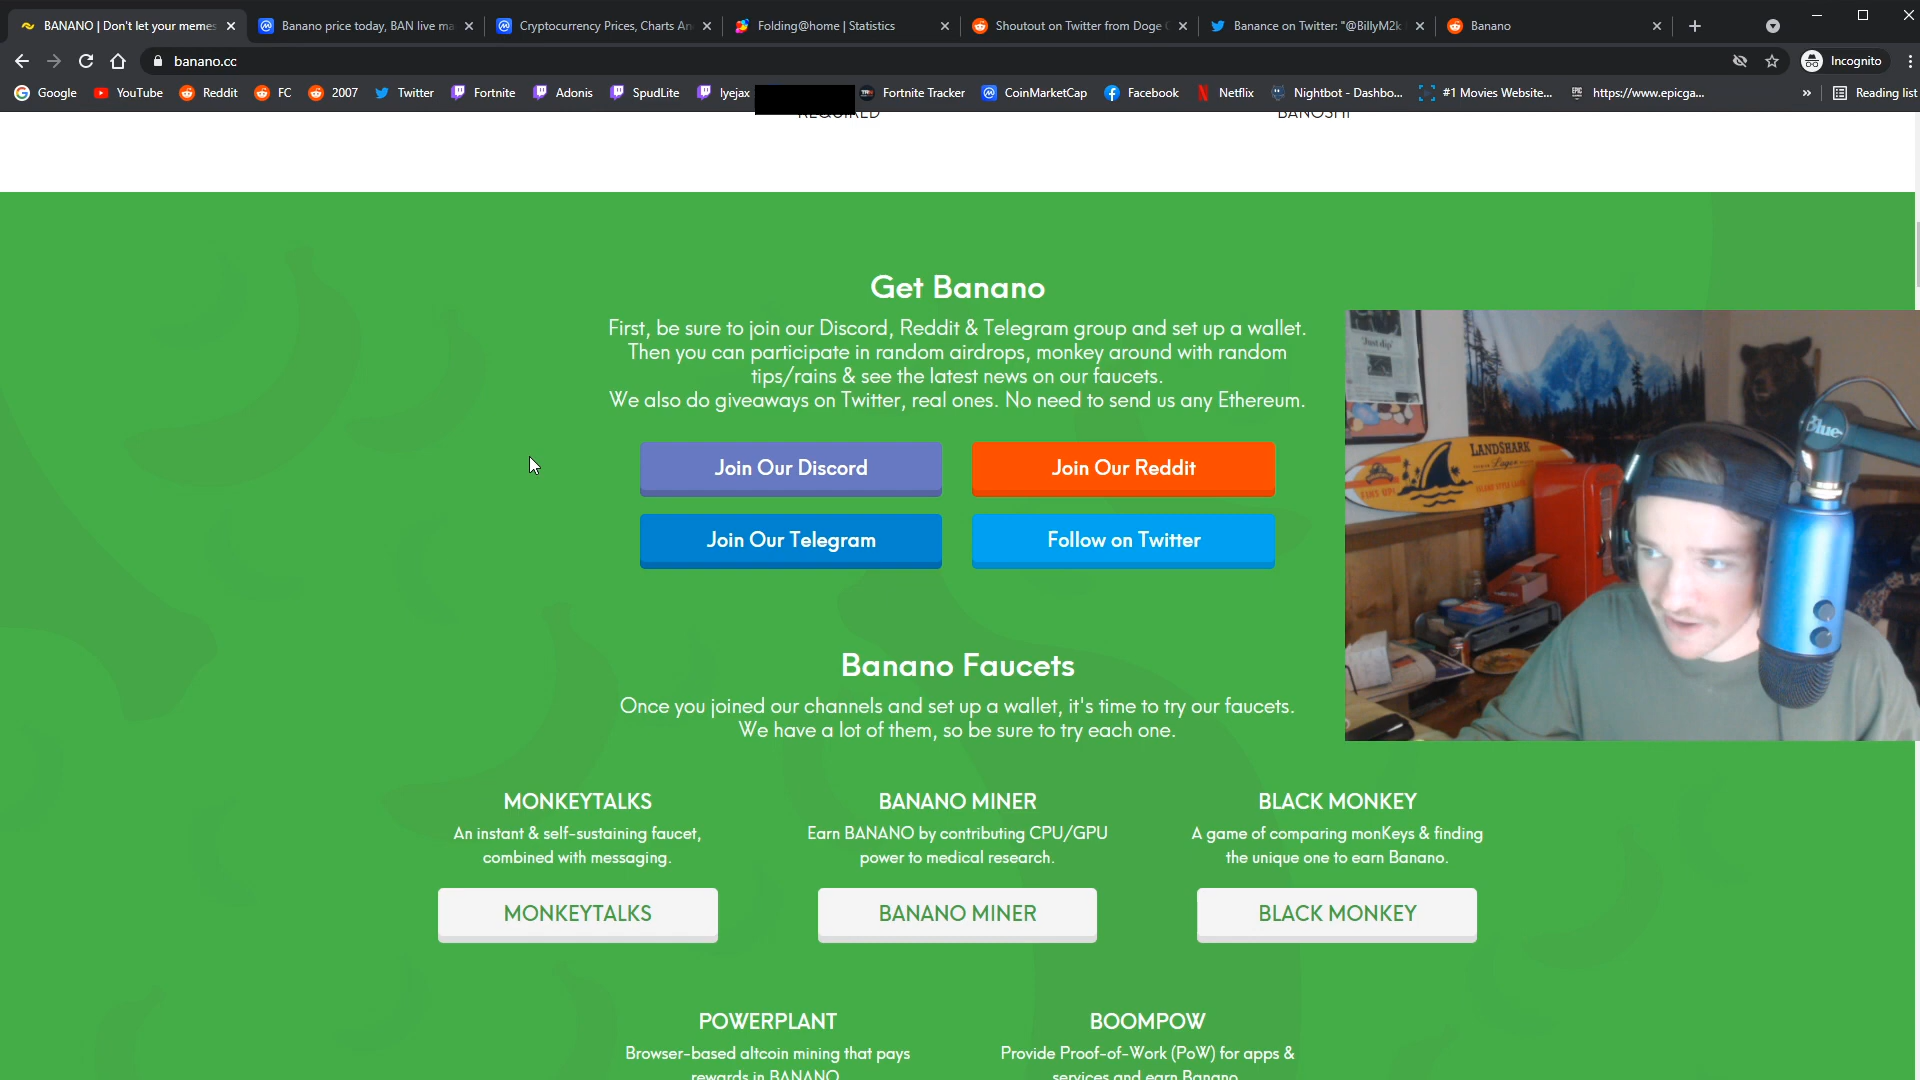 BANANO | Don't let your memes
Banano price today, BAN live ma
Cryptocurrency Prices, Charts An
Folding@home | Statistics
Shoutout on Twitter from Doge C
Banance on Twitter: "@BillyM2k
Banano
banano.cc
Incognito
Google
YouTube
Reddit
FC
2007
Twitter
Fortnite
Adonis
SpudLite
lyejax
Fortnite Tracker
CoinMarketCap
Facebook
Netflix
Nightbot - Dashbo...
#1 Movies Website...
https://www.epicga...
»
Reading list
REQUIRED
BANOSHI
Get Banano
First, be sure to join our Discord, Reddit & Telegram group and set up a wallet.
Then you can participate in random airdrops, monkey around with random
tips/rains & see the latest news on our faucets.
We also do giveaways on Twitter, real ones. No need to send us any Ethereum.
Join Our Discord
Join Our Reddit
Join Our Telegram
Follow on Twitter
"Just dip"
LANDSHARK
Lager
FINS UP!
ISLAND STYLE LAGER
Blue
Banano Faucets
Once you joined our channels and set up a wallet, it's time to try our faucets.
We have a lot of them, so be sure to try each one.
MONKEYTALKS
An instant & self-sustaining faucet,
combined with messaging.
MONKEYTALKS
BANANO MINER
Earn BANANO by contributing CPU/GPU
power to medical research.
BANANO MINER
BLACK MONKEY
A game of comparing monKeys & finding
the unique one to earn Banano.
BLACK MONKEY
POWERPLANT
Browser-based altcoin mining that pays
rewards in BANANO.
BOOMPOW
Provide Proof-of-Work (PoW) for apps &
services and earn Banano.